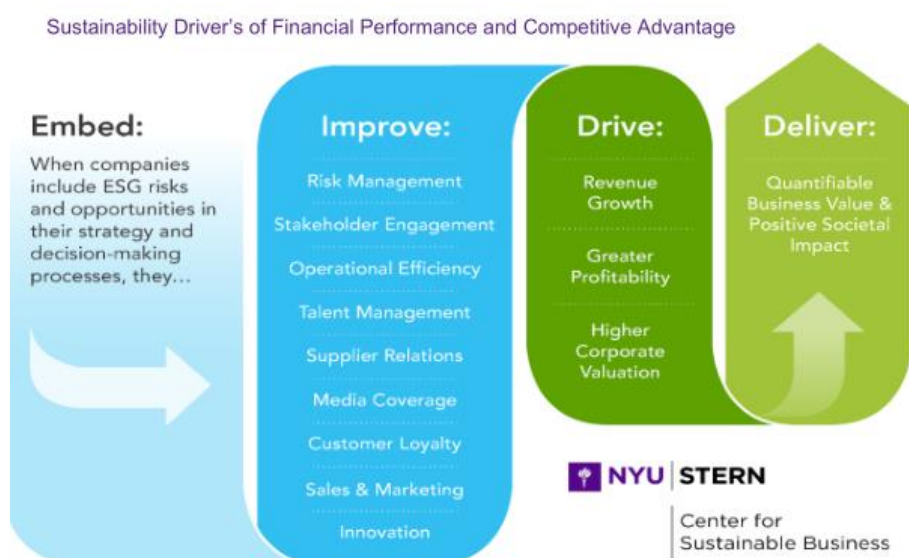 Sustainability Driver's of Financial Performance and Competitive Advantage
Embed:
When companies
include ESG risks
and opportunities in
their strategy and
decision-making
processes, they...
Improve:
Risk Management
Stakeholder Engagement
Operational Efficiency
Talent Management
Supplier Relations
Media Coverage
Customer Loyalty
Sales & Marketing
Innovation
Drive:
Revenue
Growth
Greater
Profitability
Higher
Corporate
Valuation
Deliver:
Quantifiable
Business Value &
Positive Societal
Impact
NYU STERN
Center for
Sustainable Business